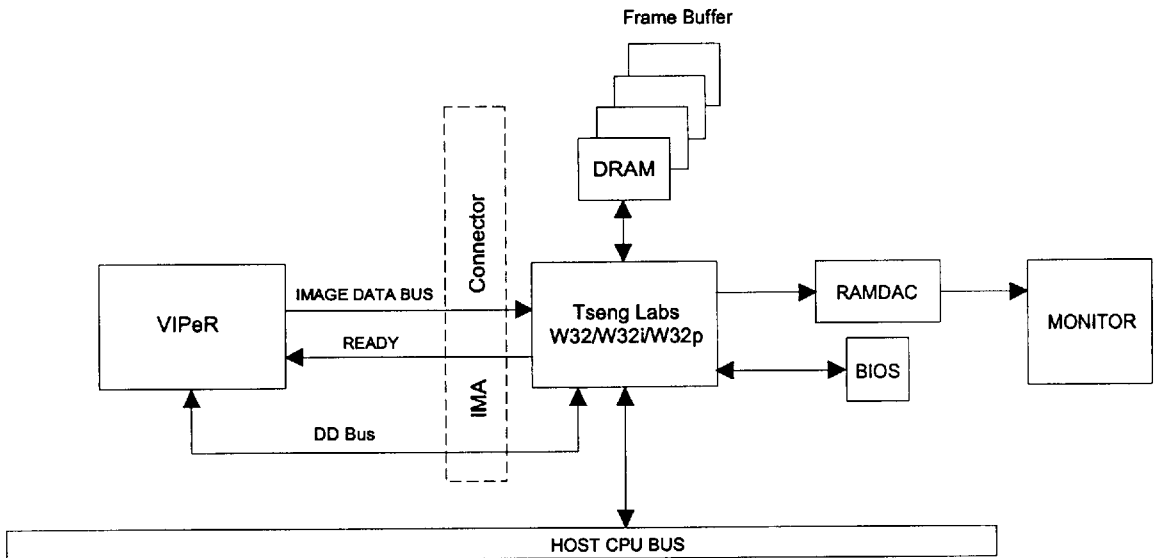 Frame Buffer
DRAM
Connector
IMA
VIPeR
IMAGE DATA BUS
READY
DD Bus
Tseng Labs
W32/W32i/W32p
RAMDAC
BIOS
MONITOR
HOST CPU BUS